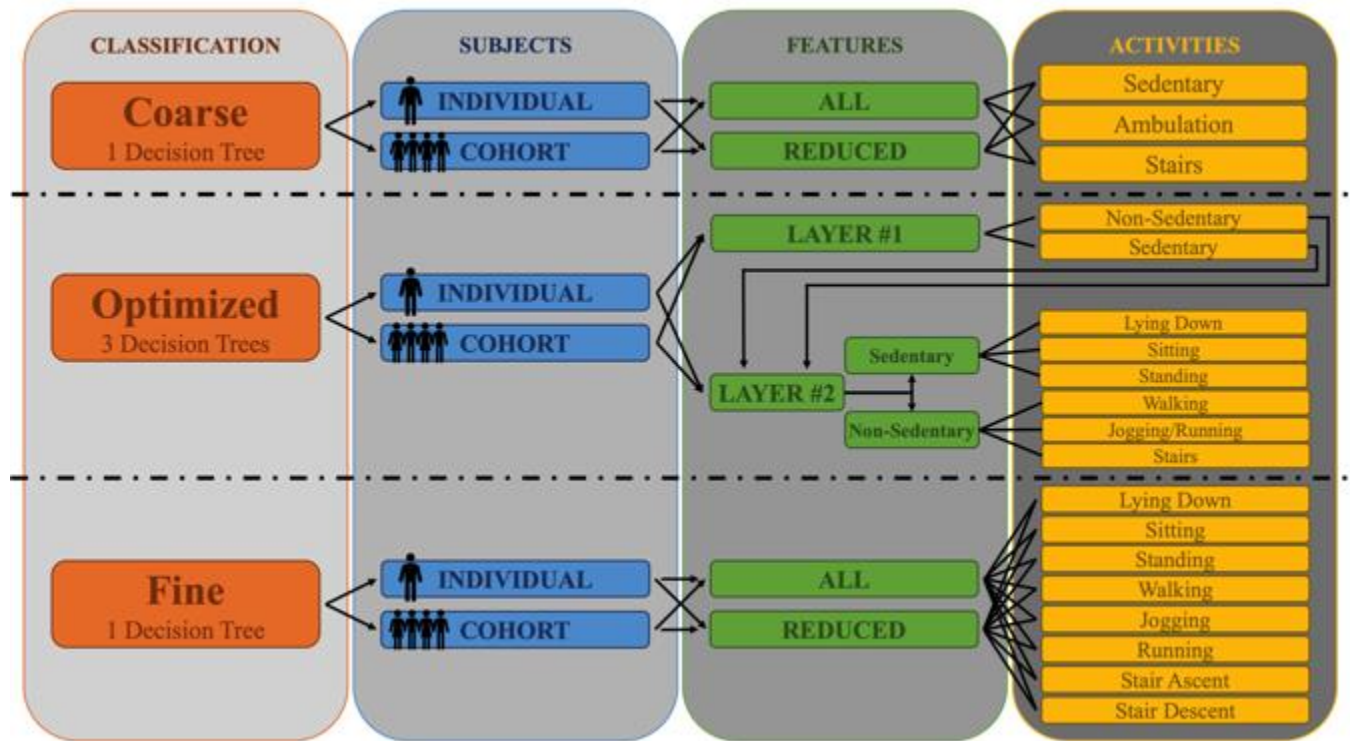 CLASSIFICATION
SUBJECTS
FEATURES
ACTIVITIES
Coarse
1 Decision Tree
INDIVIDUAL
COHORT
ALL
REDUCED
Sedentary
Ambulation
Stairs
Optimized
3 Decision Trees
INDIVIDUAL
COHORT
LAYER #1
Non-Sedentary
Sedentary
LAYER #2
Sedentary
Non-Sedentary
Lying Down
Sitting
Standing
Walking
Jogging/Running
Stairs
Fine
1 Decision Tree
INDIVIDUAL
COHORT
ALL
REDUCED
Lying Down
Sitting
Standing
Walking
Jogging
Running
Stair Ascent
Stair Descent